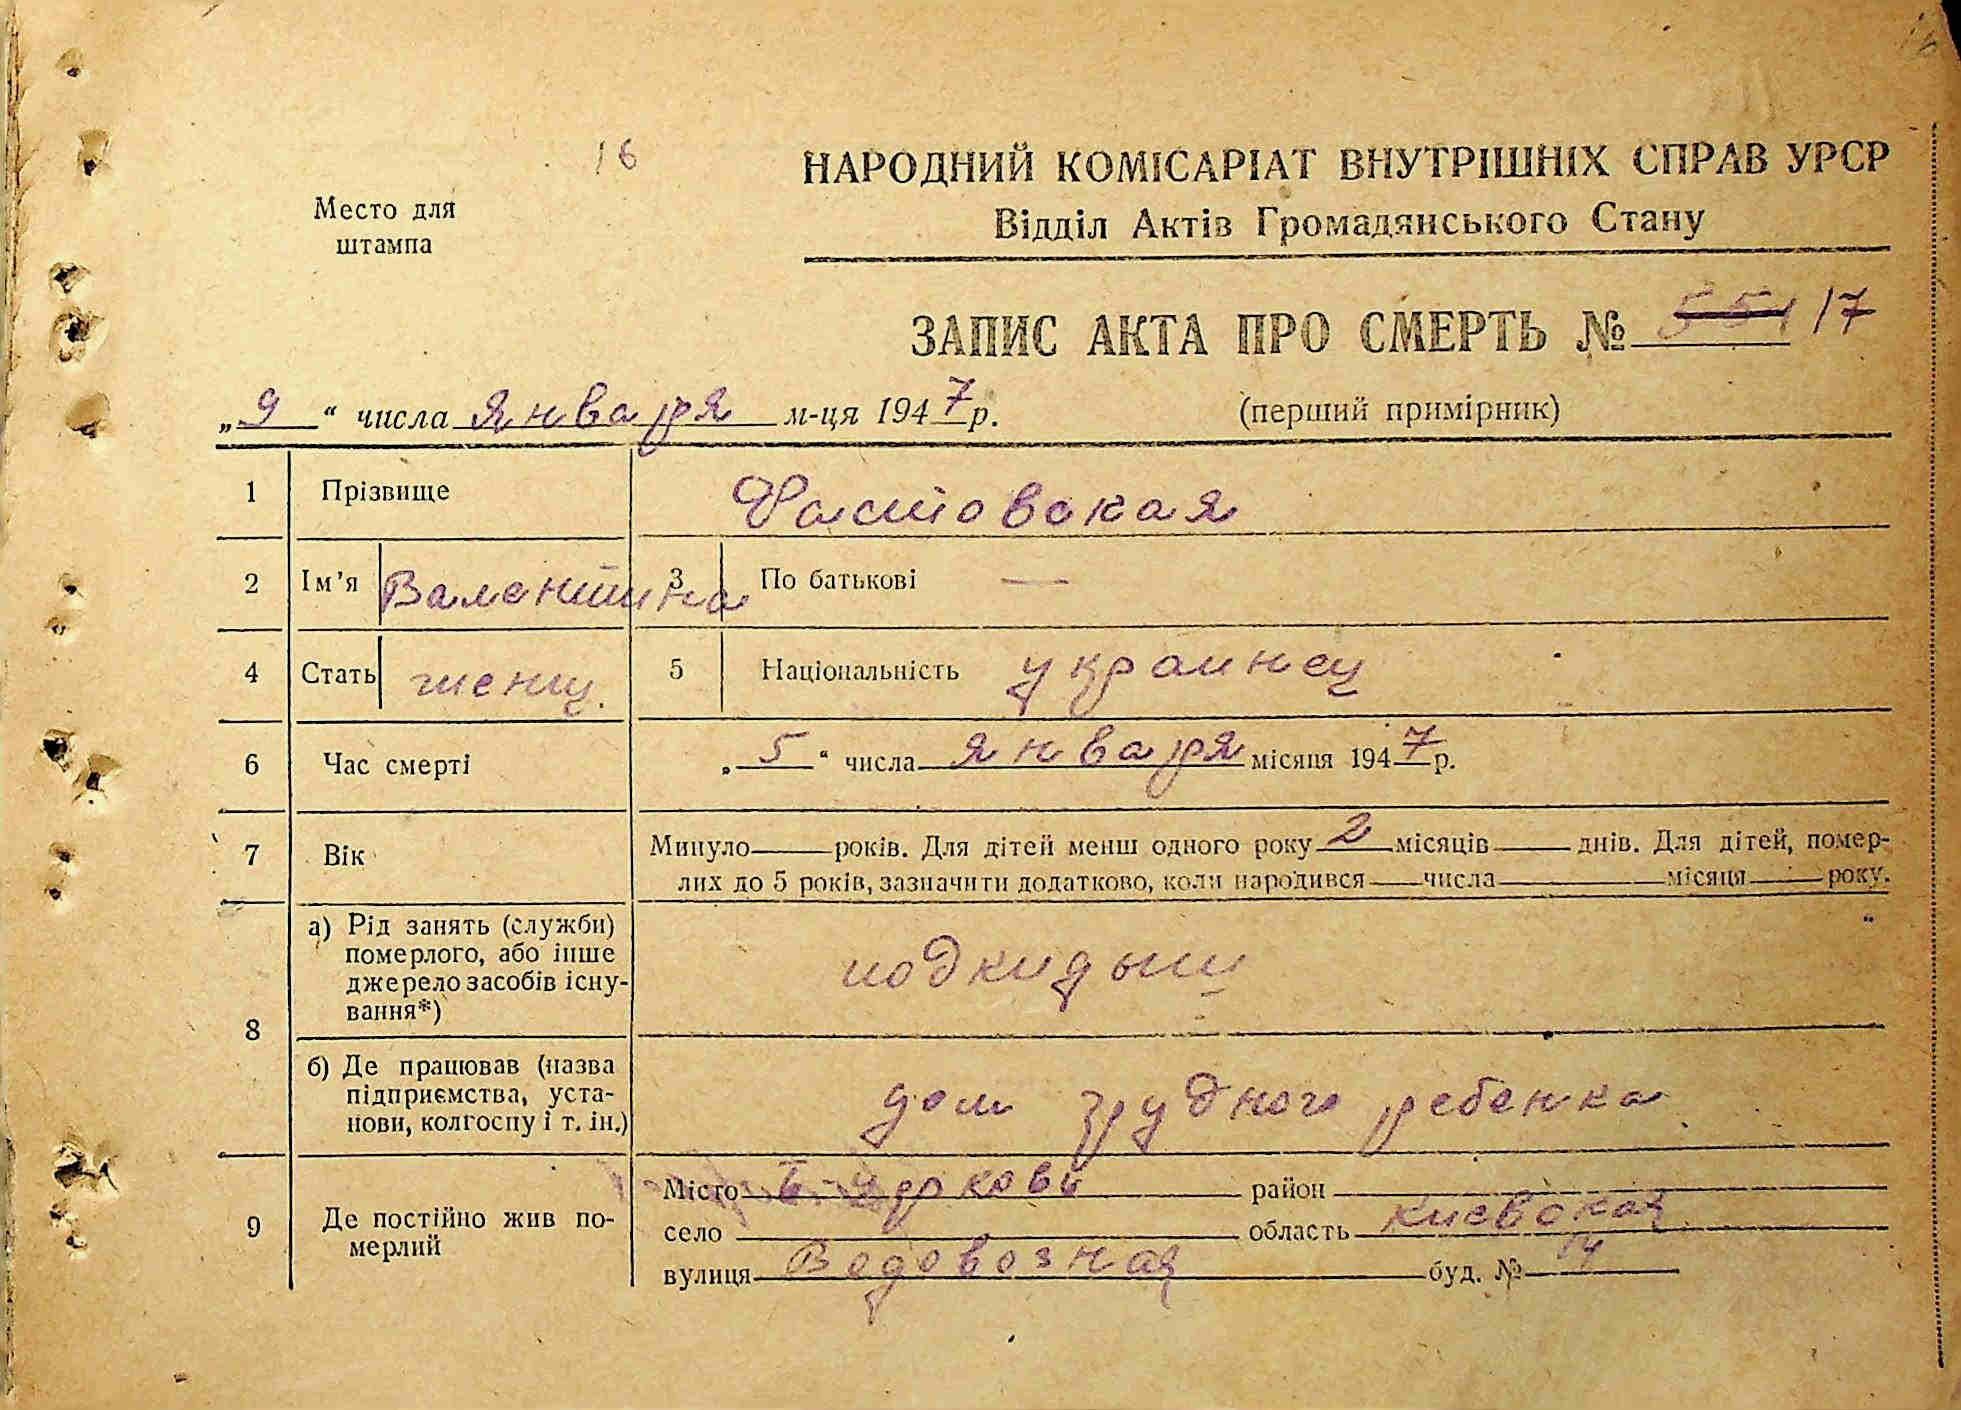 16
НАРОДНИЙ КОМІСАРІАТ ВНУТРІШНІХ СПРАВ УРСР
Место для
штампа
Відділ Актів Громадянського Стану
ЗАПИС АКТА ПРО СМЕРТЬ № 551 17
„9“ числа января м-ця 1947 р.
(перший примірник)
1 Прізвище Фастовская
2 Ім’я Валентина 3 По батькові —
4 Стать женщ. 5 Національність украинец
6 Час смерті „5“ числа января місяця 1947 р.
7 Вік Минуло — років. Для дітей менш одного року 2 місяців — днів. Для дітей, помер-
лих до 5 років, зазначити додатково, коли народився — числа — місяця — року.
8 а) Рід занять (служби)
померлого, або інше
джерело засобів існу-
вання*)
подкидыш
б) Де працював (назва
підприємства, уста-
нови, колгоспу і т. ін.)
дом грудного ребенка
9 Де постійно жив по-
мерлий
Місто Б-Церковь район
село область Киевская
вулиця Водовозная буд. № 14